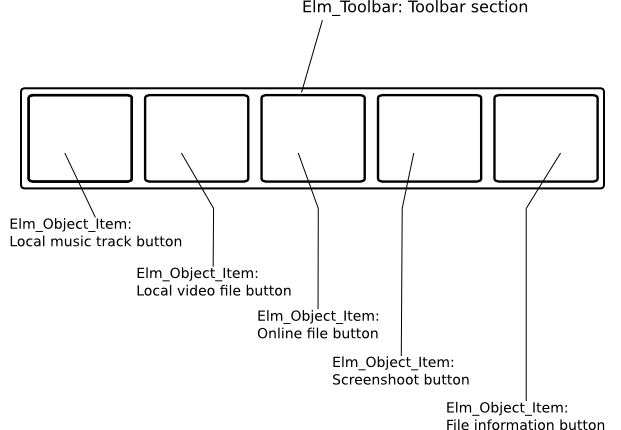 Elm_Toolbar: Toolbar section
Elm_Object_Item:
Local music track button
Elm_Object_Item:
Local video file button
Elm_Object_Item:
Online file button
Elm_Object_Item:
Screenshoot button
Elm_Object_Item:
File information button